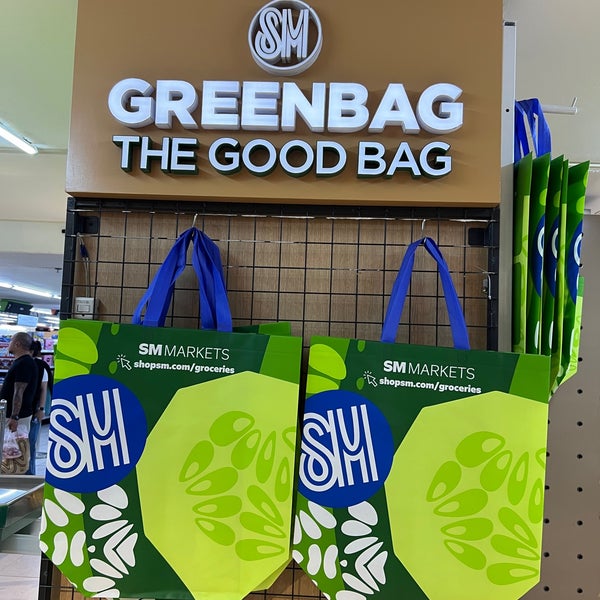 SM
GREENBAG
THE GOOD BAG
SM MARKETS
shopsm.com/groceries
SM
SM MARKETS
shopsm.com/groceries
SM